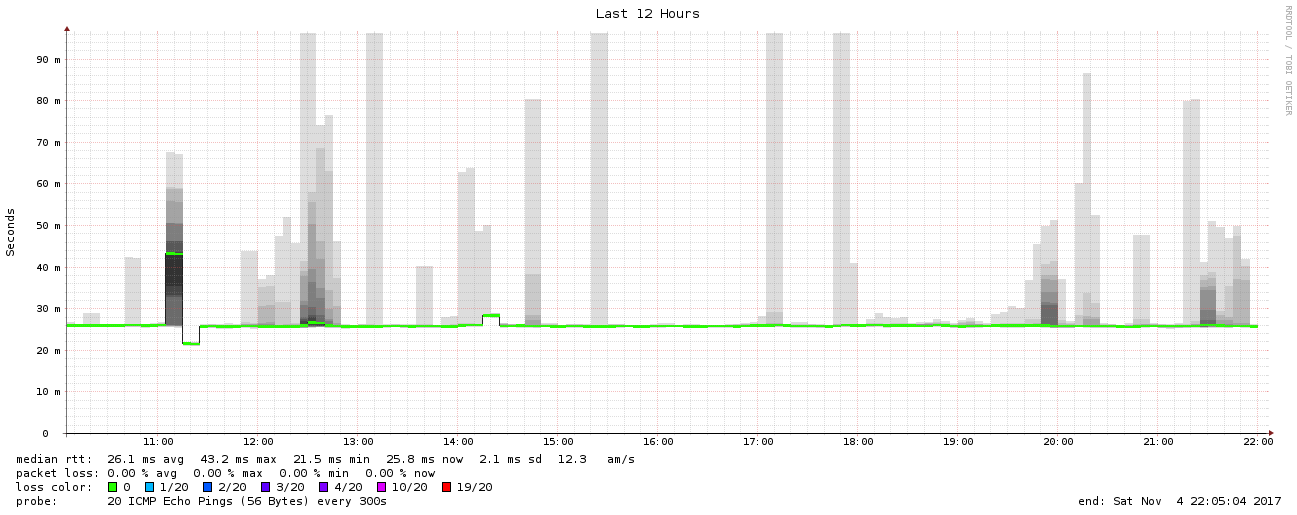 Last 12 Hours
RRDTOOL / TOBI OETIKER
Seconds
90 m
80 m
70 m
60 m
50 m
40 m
30 m
20 m
10 m
0
11:00 12:00 13:00 14:00 15:00 16:00 17:00 18:00 19:00 20:00 21:00 22:00
median rtt: 26.1 ms avg 43.2 ms max 21.5 ms min 25.8 ms now 2.1 ms sd 12.3 am/s
packet loss: 0.00 % avg 0.00 % max 0.00 % min 0.00 % now
loss color: 0 1/20 2/20 3/20 4/20 10/20 19/20
probe: 20 ICMP Echo Pings (56 Bytes) every 300s end: Sat Nov 4 22:05:04 2017